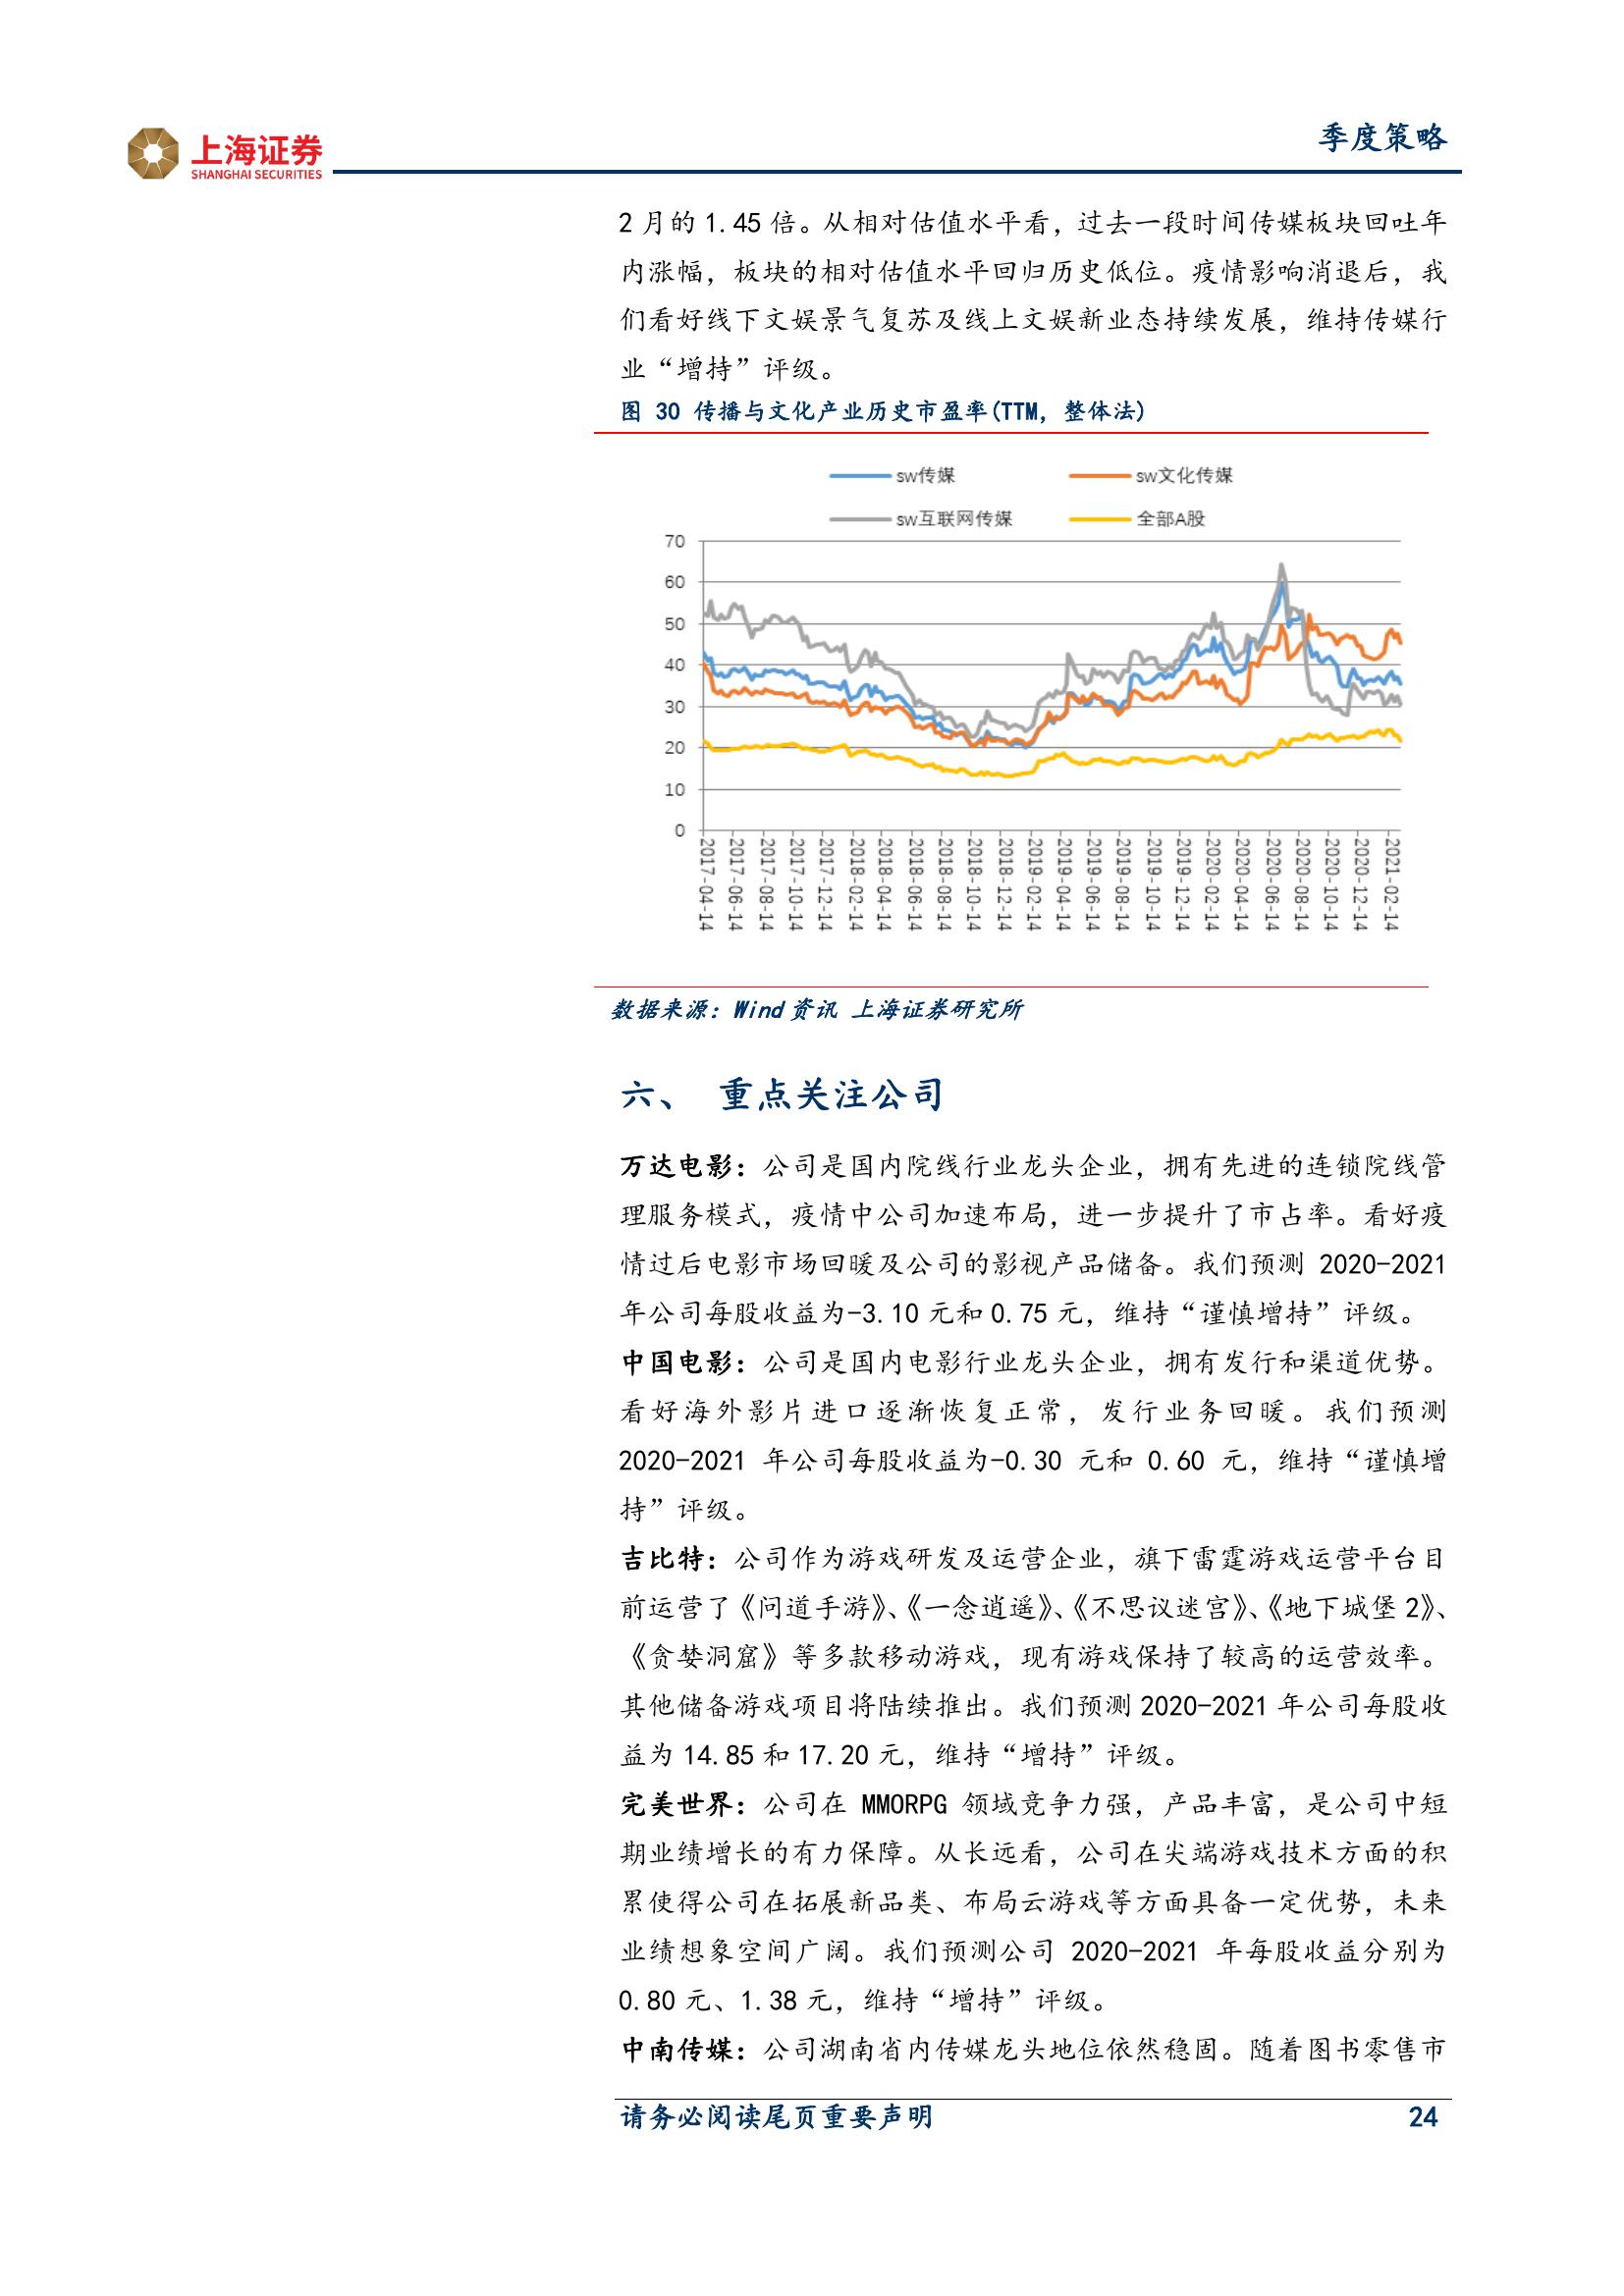 上海证券
SHANGHAI SECURITIES
季度策略
2 月的 1.45 倍。从相对估值水平看，过去一段时间传媒板块回吐年
内涨幅，板块的相对估值水平回归历史低位。疫情影响消退后，我
们看好线下文娱景气复苏及线上文娱新业态持续发展，维持传媒行
业“增持”评级。
图 30 传播与文化产业历史市盈率(TTM，整体法)
sw传媒
sw文化传媒
sw互联网传媒
全部A股
70
60
50
40
30
20
10
0
2017-04-14
2017-06-14
2017-08-14
2017-10-14
2017-12-14
2018-02-14
2018-04-14
2018-06-14
2018-08-14
2018-10-14
2018-12-14
2019-02-14
2019-04-14
2019-06-14
2019-08-14
2019-10-14
2019-12-14
2020-02-14
2020-04-14
2020-06-14
2020-08-14
2020-10-14
2020-12-14
2021-02-14
数据来源：Wind 资讯 上海证券研究所
六、 重点关注公司
万达电影：公司是国内院线行业龙头企业，拥有先进的连锁院线管
理服务模式，疫情中公司加速布局，进一步提升了市占率。看好疫
情过后电影市场回暖及公司的影视产品储备。我们预测 2020-2021
年公司每股收益为-3.10 元和 0.75 元，维持“谨慎增持”评级。
中国电影：公司是国内电影行业龙头企业，拥有发行和渠道优势。
看好海外影片进口逐渐恢复正常，发行业务回暖。我们预测
2020-2021 年公司每股收益为-0.30 元和 0.60 元，维持“谨慎增
持”评级。
吉比特：公司作为游戏研发及运营企业，旗下雷霆游戏运营平台目
前运营了《问道手游》、《一念逍遥》、《不思议迷宫》、《地下城堡 2》、
《贪婪洞窟》等多款移动游戏，现有游戏保持了较高的运营效率。
其他储备游戏项目将陆续推出。我们预测 2020-2021 年公司每股收
益为 14.85 和 17.20 元，维持“增持”评级。
完美世界：公司在 MMORPG 领域竞争力强，产品丰富，是公司中短
期业绩增长的有力保障。从长远看，公司在尖端游戏技术方面的积
累使得公司在拓展新品类、布局云游戏等方面具备一定优势，未来
业绩想象空间广阔。我们预测公司 2020-2021 年每股收益分别为
0.80 元、1.38 元，维持“增持”评级。
中南传媒：公司湖南省内传媒龙头地位依然稳固。随着图书零售市
请务必阅读尾页重要声明
24